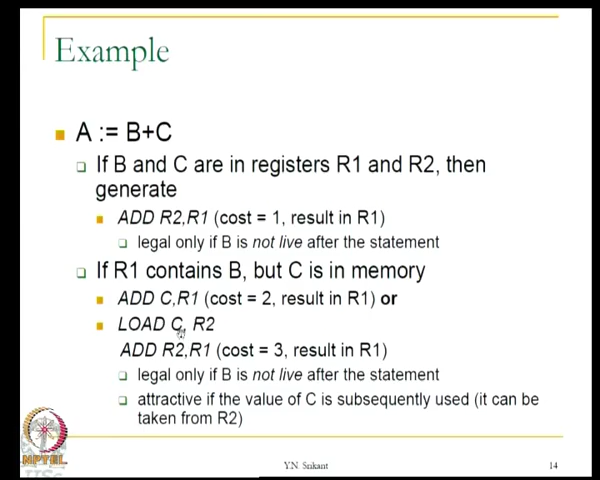 Example
A := B+C
If B and C are in registers R1 and R2, then
generate
ADD R2,R1 (cost = 1, result in R1)
legal only if B is not live after the statement
If R1 contains B, but C is in memory
ADD C,R1 (cost = 2, result in R1) or
LOAD C, R2
ADD R2,R1 (cost = 3, result in R1)
legal only if B is not live after the statement
attractive if the value of C is subsequently used (it can be
taken from R2)
NPTEL
Y.N. Srikant
14